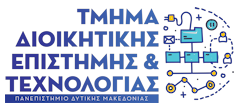 ΤΜΗΜΑ
ΔΙΟΙΚΗΤΙΚΗΣ
ΕΠΙΣΤΗΜΗΣ &
ΤΕΧΝΟΛΟΓΙΑΣ
ΠΑΝΕΠΙΣΤΗΜΙΟ ΔΥΤΙΚΗΣ ΜΑΚΕΔΟΝΙΑΣ